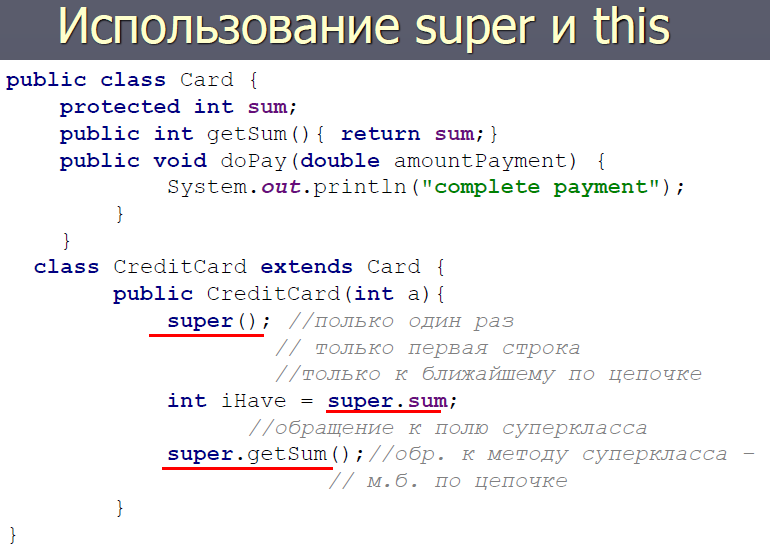 Использование super и this
public class Card {
protected int sum;
public int getSum(){ return sum;}
public void doPay(double amountPayment) {
System.out.println("complete payment");
}
}
class CreditCard extends Card {
public CreditCard(int a){
super(); //полько один раз
// только первая строка
//только к ближайшему по цепочке
int iHave = super.sum;
//обращение к полю суперкласса
super.getSum();//обр. к методу суперкласса –
// м.б. по цепочке
}
}